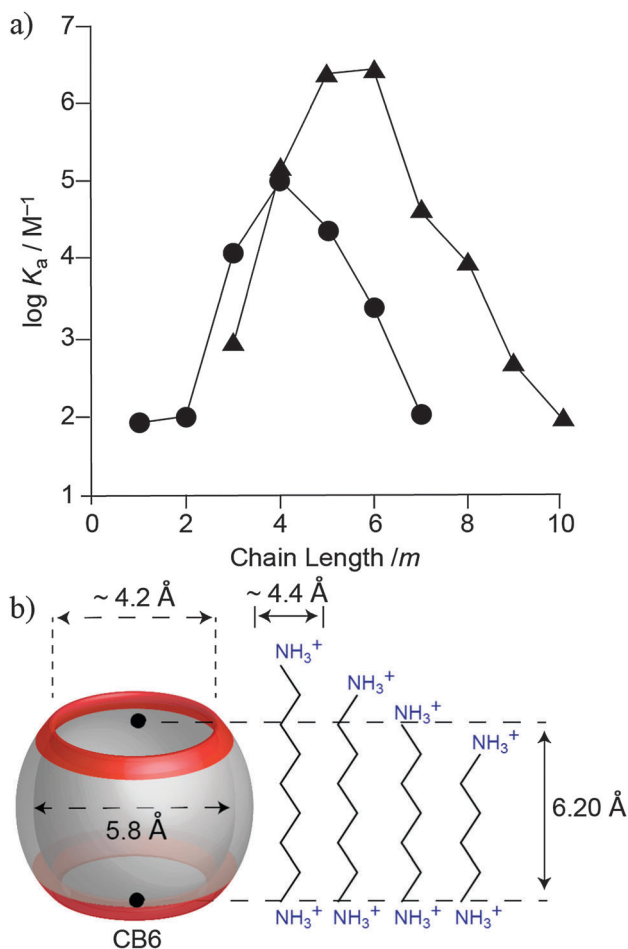 a)
7
6
5
4
3
2
1
log Ka / M⁻¹
0 2 4 6 8 10
Chain Length /m
b)
~ 4.2 Å
~ 4.4 Å
NH₃⁺
NH₃⁺
NH₃⁺
NH₃⁺
5.8 Å
6.20 Å
NH₃⁺ NH₃⁺ NH₃⁺ NH₃⁺
CB6